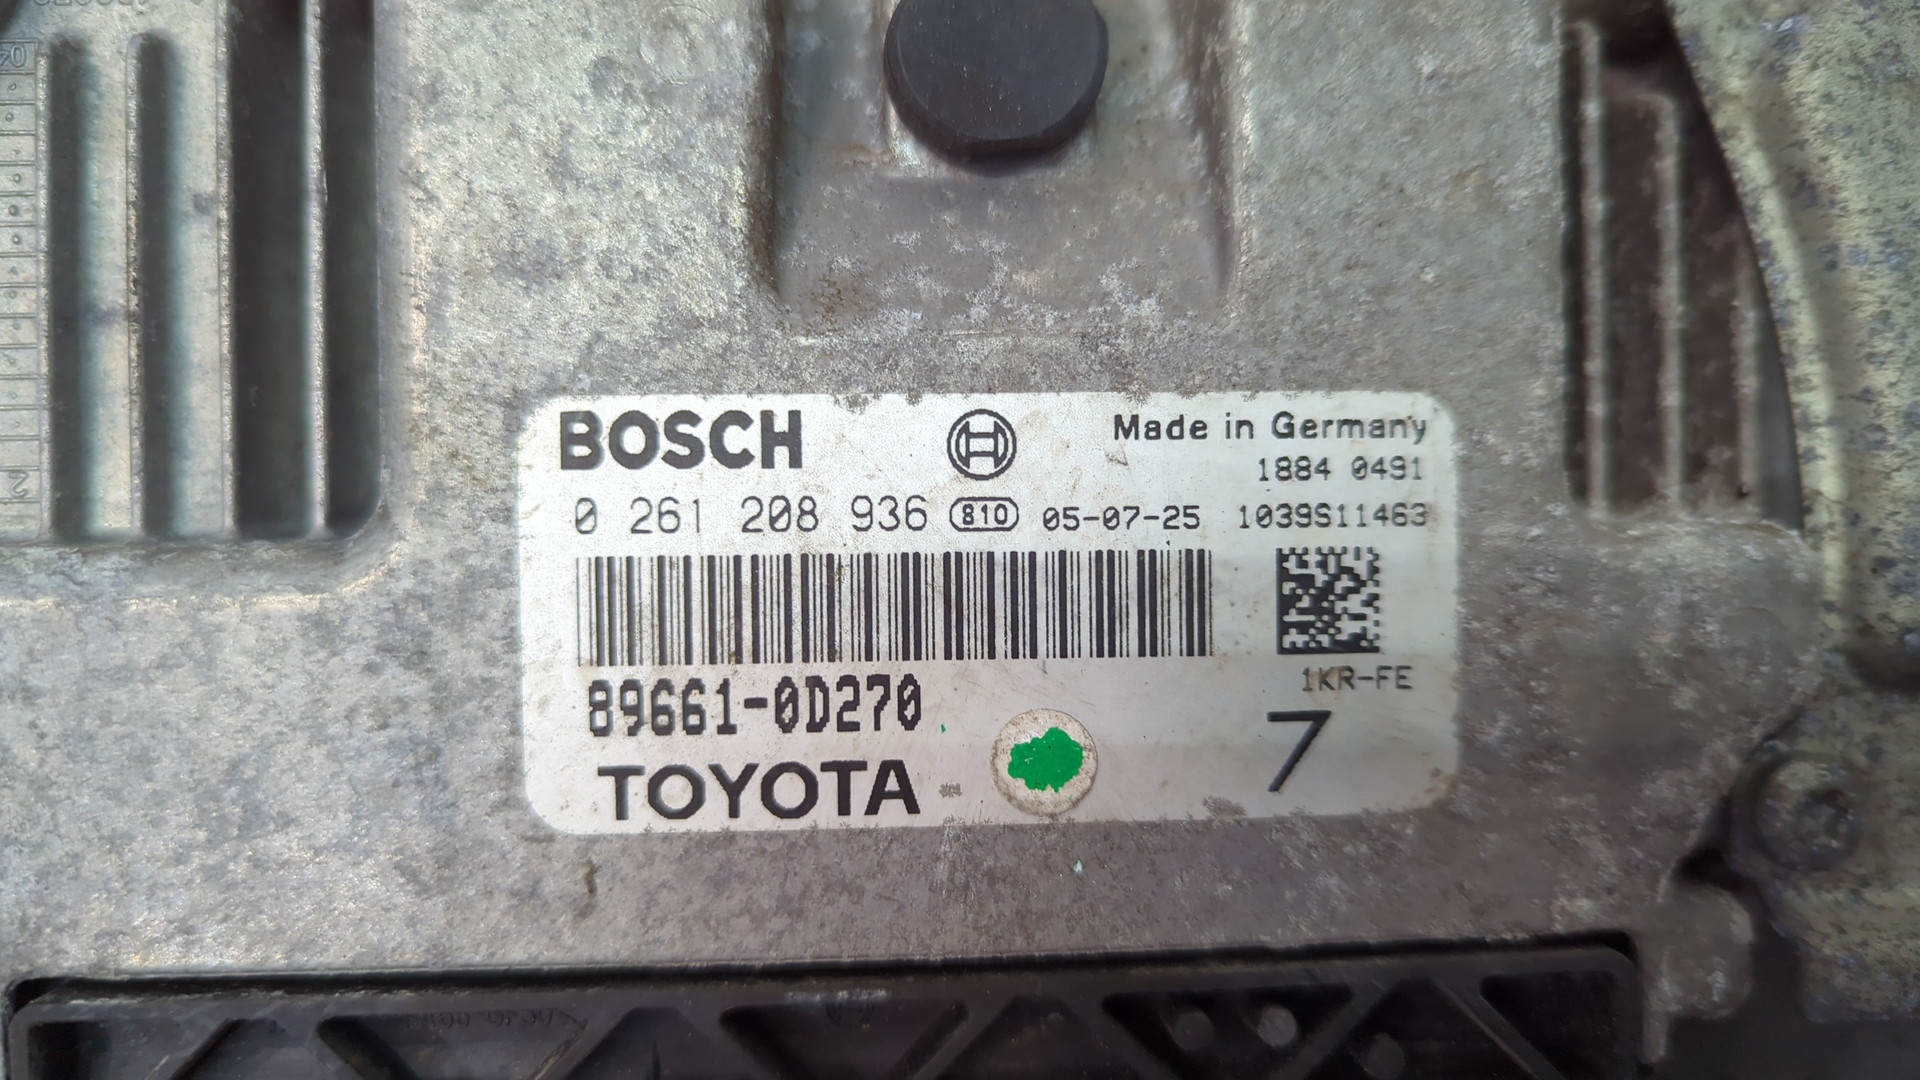 BOSCH
Made in Germany
1884 0491
0 261 208 936 810 05-07-25 1039S11463
1KR-FE
89661-0D270
7
TOYOTA